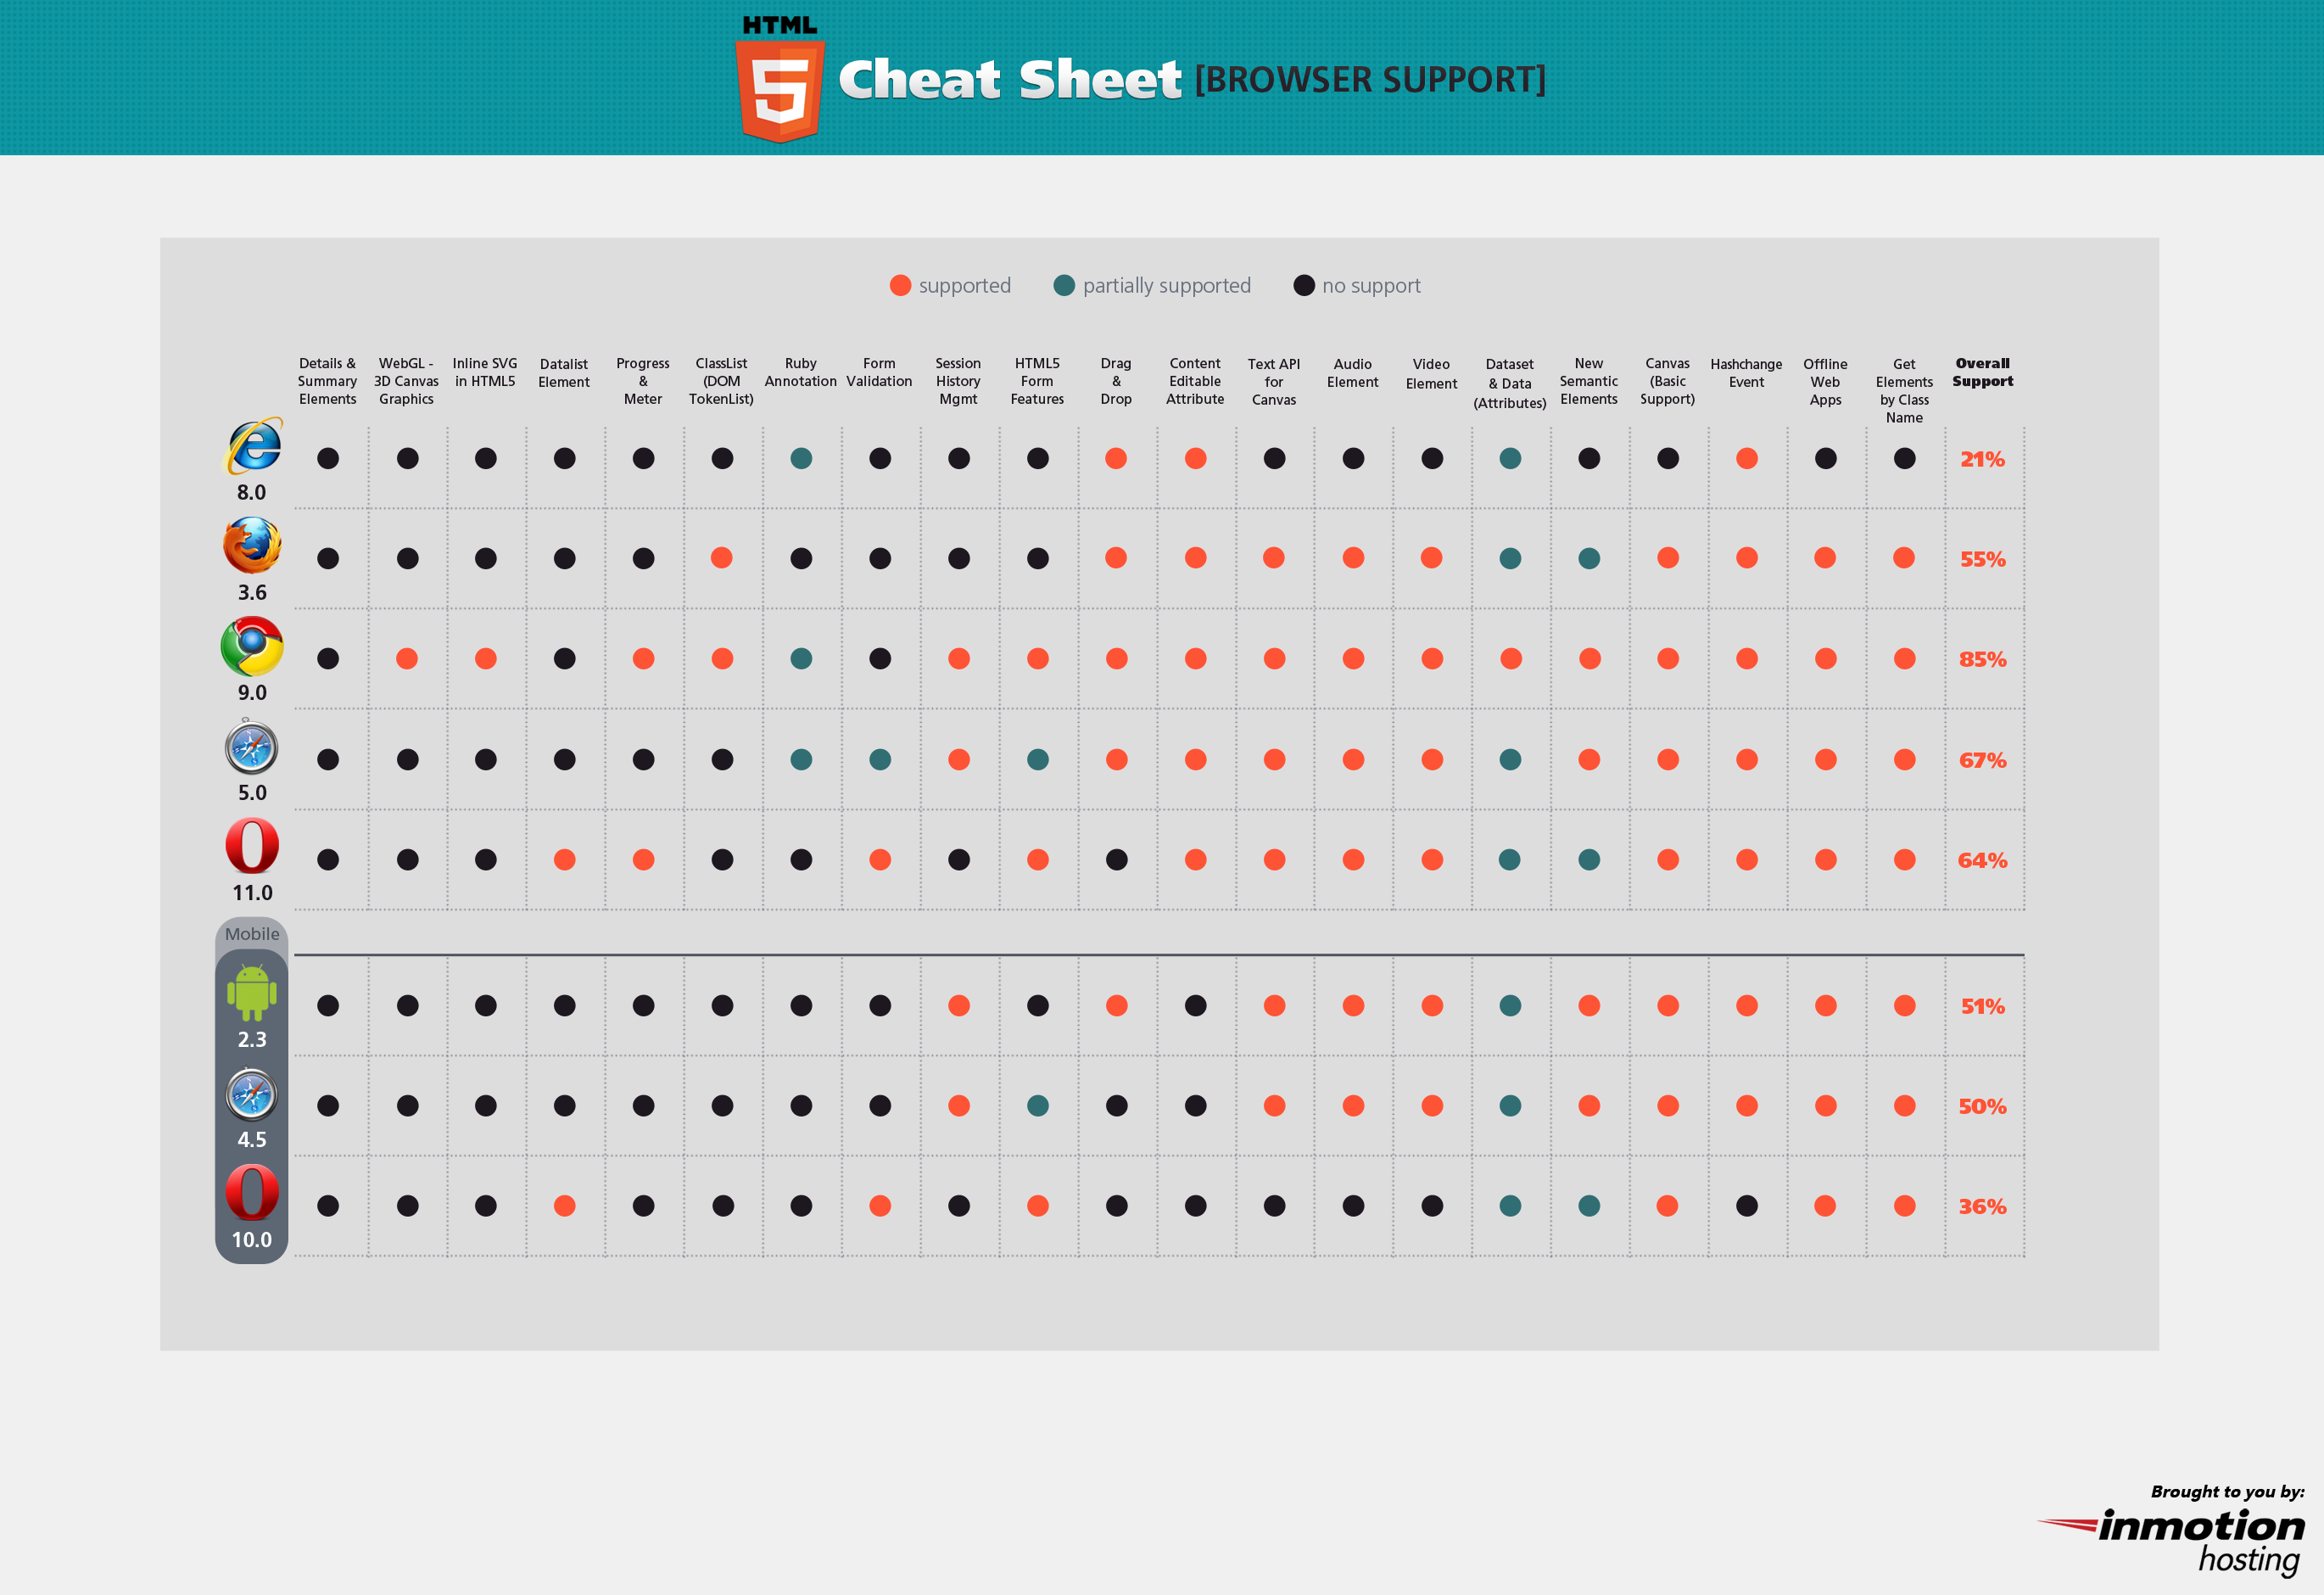 HTML
5
Cheat Sheet [BROWSER SUPPORT]
supported
partially supported
no support
Details &
Summary
Elements
WebGL -
3D Canvas
Graphics
Inline SVG
in HTML5
Datalist
Element
Progress
&
Meter
ClassList
(DOM
TokenList)
Ruby
Annotation
Form
Validation
Session
History
Mgmt
HTML5
Form
Features
Drag
&
Drop
Content
Editable
Attribute
Text API
for
Canvas
Audio
Element
Video
Element
Dataset
& Data
(Attributes)
New
Semantic
Elements
Canvas
(Basic
Support)
Hashchange
Event
Offline
Web
Apps
Get
Elements
by Class
Name
Overall
Support
8.0
21%
3.6
55%
9.0
85%
5.0
67%
11.0
64%
Mobile
2.3
51%
4.5
50%
10.0
36%
Brought to you by:
inmotion
hosting